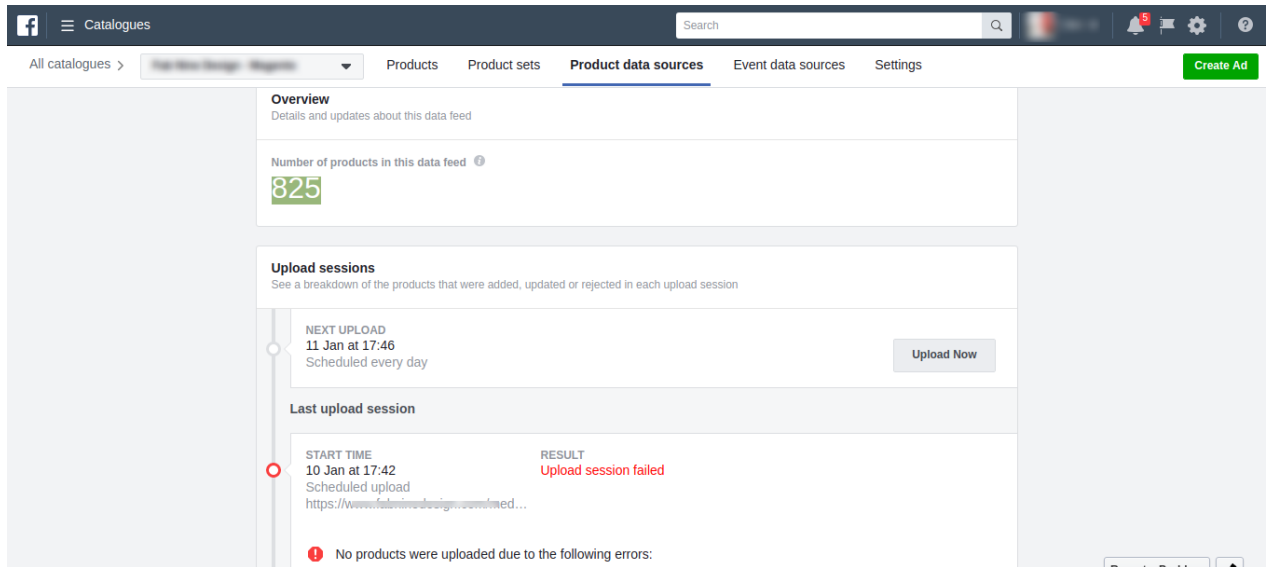 Catalogues
Search
5
All catalogues >
Products
Product sets
Product data sources
Event data sources
Settings
Create Ad
Overview
Details and updates about this data feed
Number of products in this data feed
825
Upload sessions
See a breakdown of the products that were added, updated or rejected in each upload session
NEXT UPLOAD
11 Jan at 17:46
Scheduled every day
Upload Now
Last upload session
START TIME
RESULT
10 Jan at 17:42
Upload session failed
Scheduled upload
No products were uploaded due to the following errors: